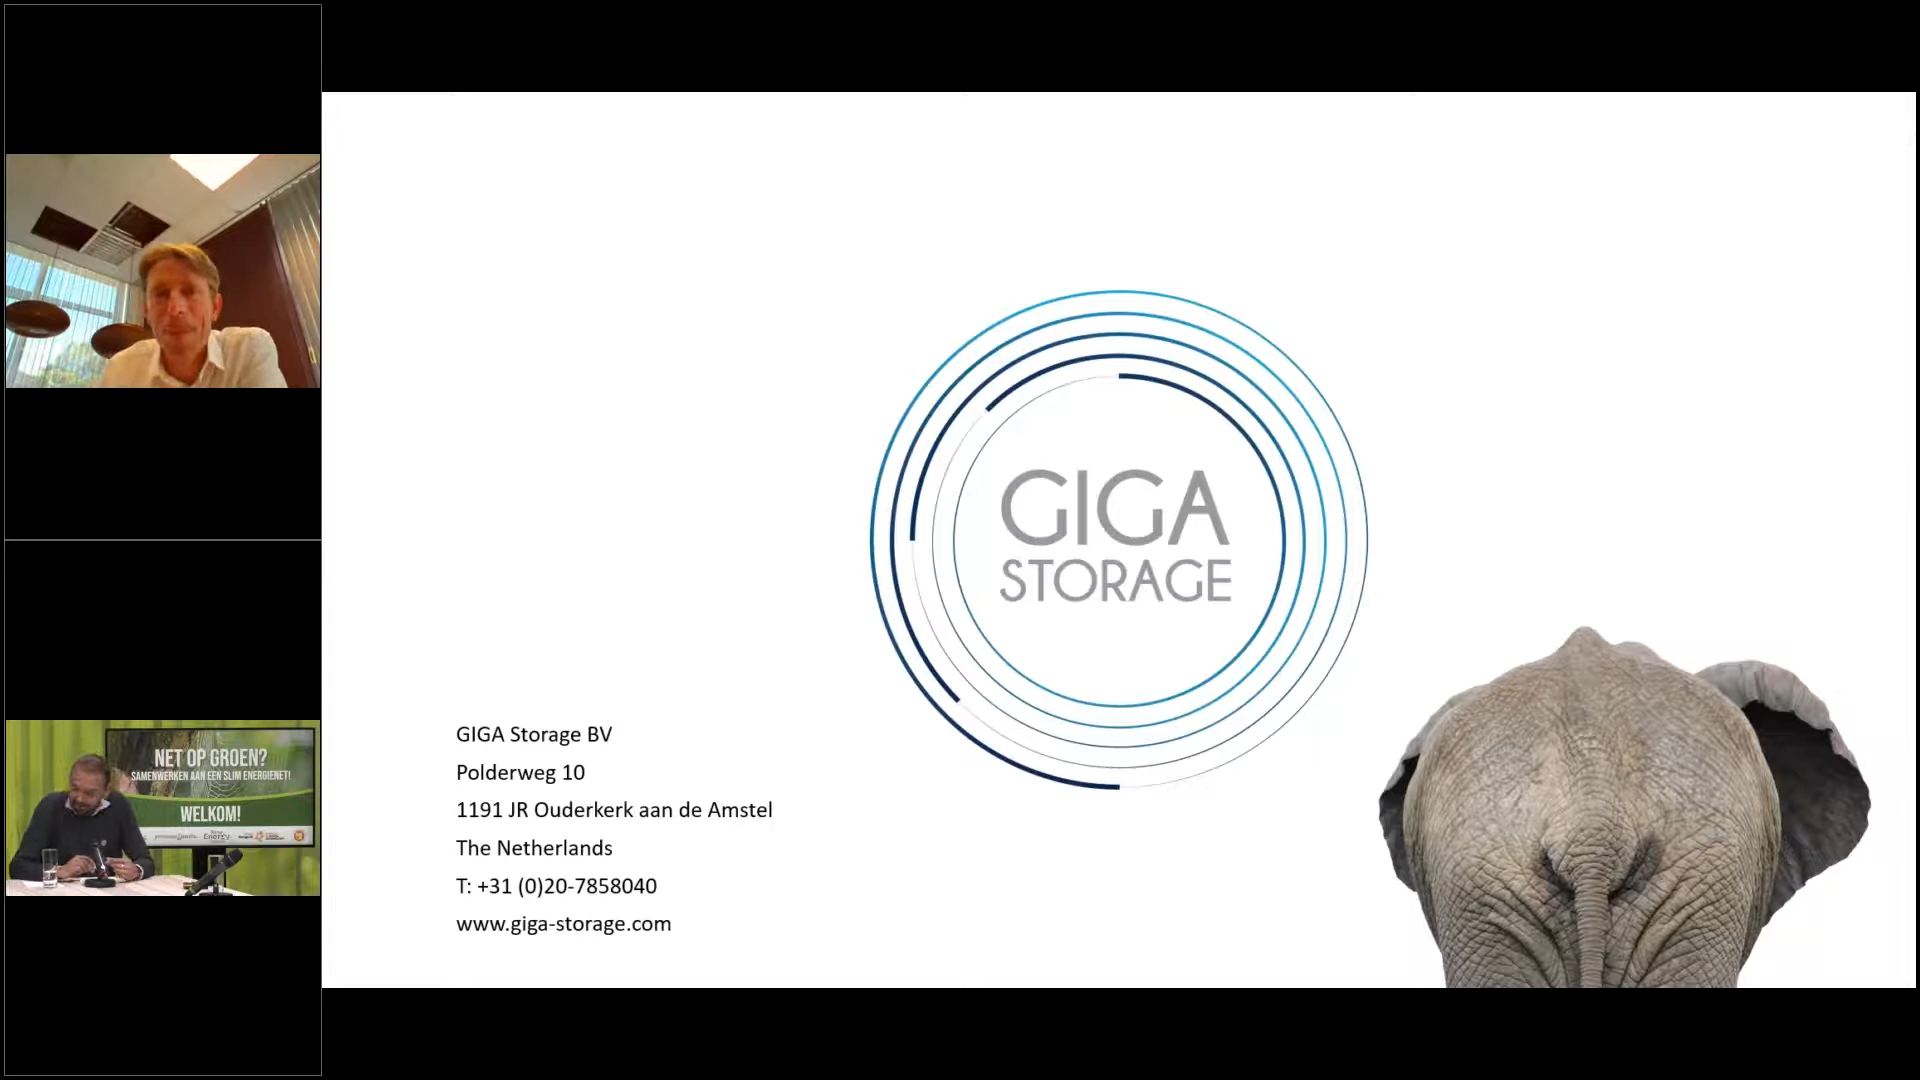 GIGA
STORAGE
GIGA Storage BV
Polderweg 10
1191 JR Ouderkerk aan de Amstel
The Netherlands
T: +31 (0)20-7858040
www.giga-storage.com
NET OP GROEN?
SAMENWERKEN AAN EEN SLIM ENERGIENET!
WELKOM!
Energy